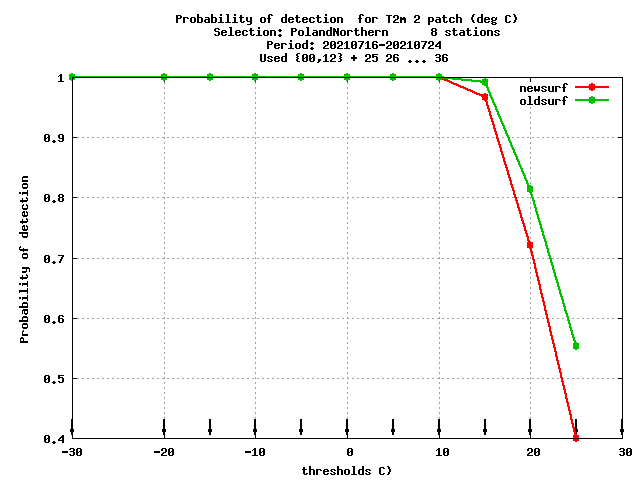 Probability of detection  for T2m 2 patch (deg C)
Selection: PolandNorthern      8 stations
Period: 20210716-20210724
Used {00,12} + 25 26 ... 36
newsurf
oldsurf
Probability of detection
1
0.9
0.8
0.7
0.6
0.5
0.4
-30 -20 -10 0 10 20 30
thresholds C)